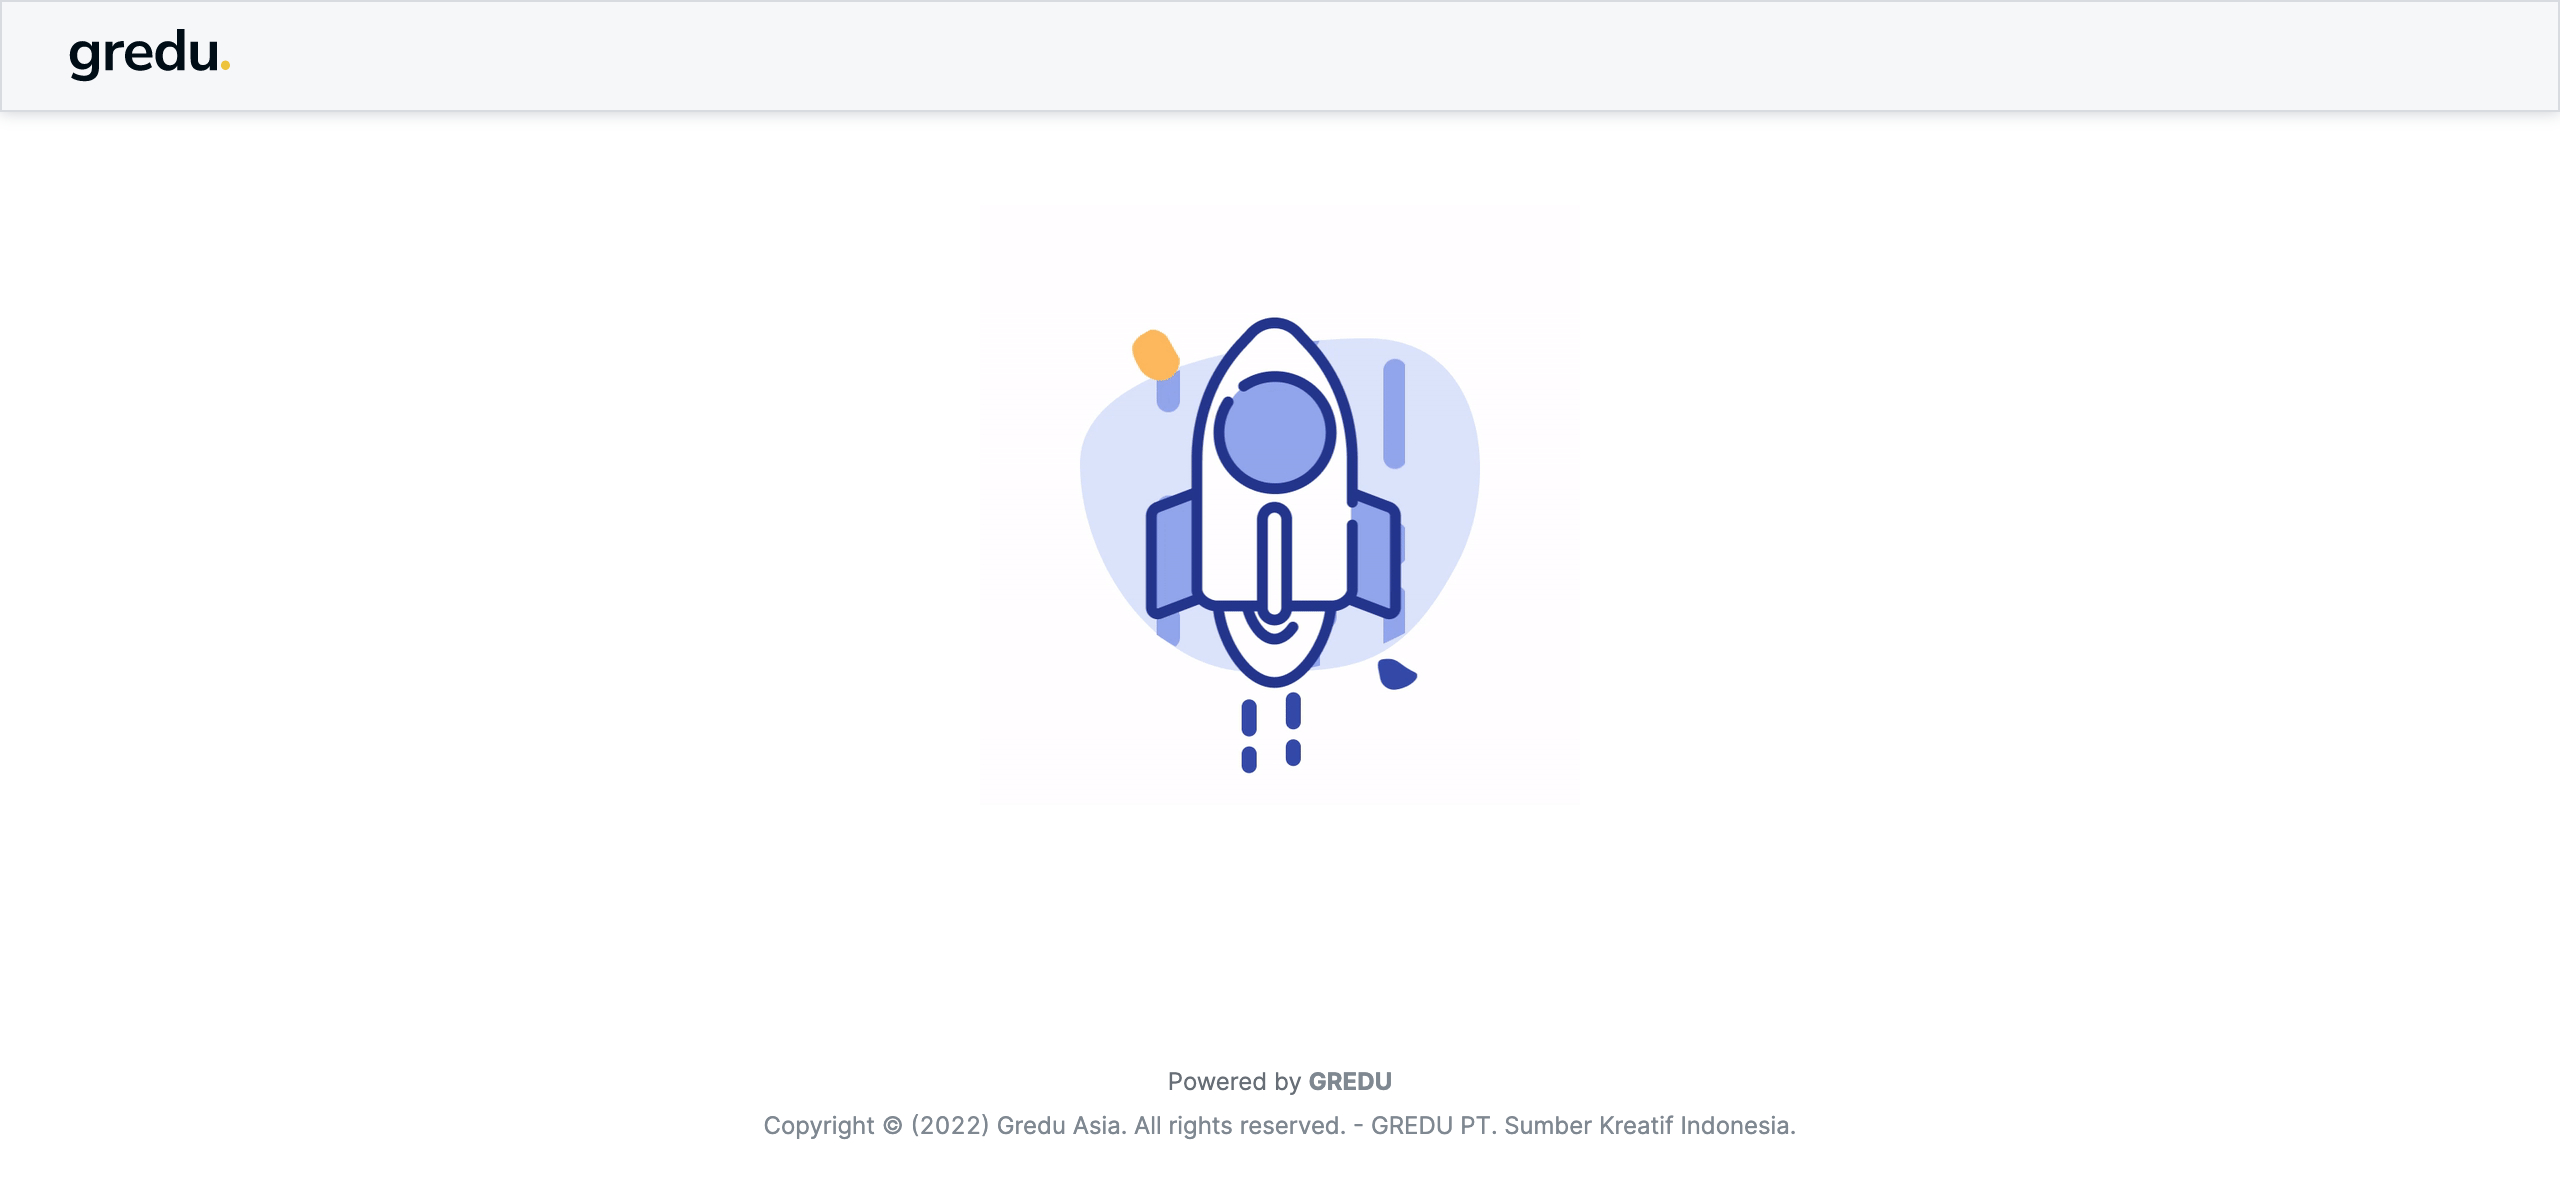 gredu.
Powered by GREDU
Copyright © (2022) Gredu Asia. All rights reserved. - GREDU PT. Sumber Kreatif Indonesia.